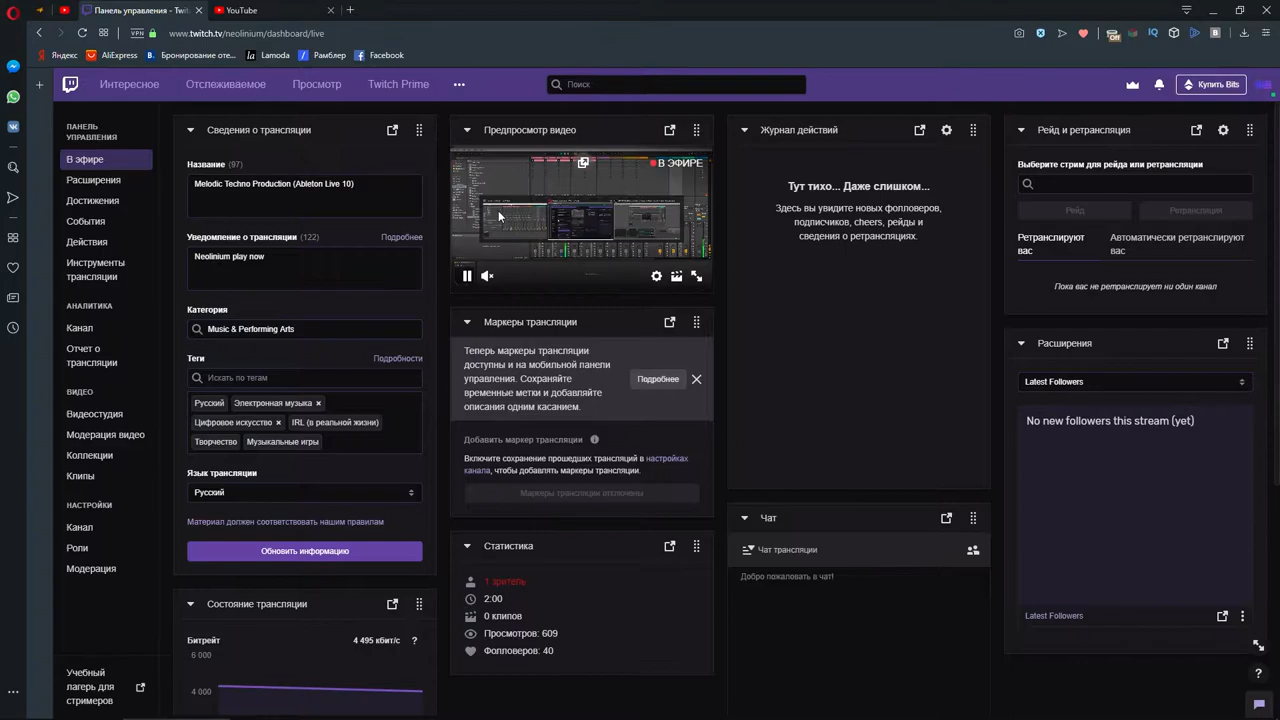 Панель управления - Twit
YouTube
VPN
www.twitch.tv/neolinium/dashboard/live
Яндекс
AliExpress
Бронирование оте...
Lamoda
Рамблер
Facebook
Интересное
Отслеживаемое
Просмотр
Twitch Prime
Поиск
Купить Bits
ПАНЕЛЬ
УПРАВЛЕНИЯ
В эфире
Расширения
Достижения
События
Действия
Инструменты
трансляции
АНАЛИТИКА
Канал
Отчет о
трансляции
ВИДЕО
Видеостудия
Модерация видео
Коллекции
Клипы
НАСТРОЙКИ
Канал
Роли
Модерация
Учебный
лагерь для
стримеров
Сведения о трансляции
Название (97)
Melodic Techno Production (Ableton Live 10)
Уведомление о трансляции (122)
Подробнее
Neolinium play now
Категория
Music & Performing Arts
Теги
Подробности
Искать по тегам
Русский
Электронная музыка ×
Цифровое искусство ×
IRL (в реальной жизни)
Творчество
Музыкальные игры
Язык трансляции
Русский
Материал должен соответствовать нашим правилам
Обновить информацию
Состояние трансляции
Битрейт
4 495 кбит/с ?
6 000
4 000
Предпросмотр видео
В ЭФИРЕ
Маркеры трансляции
Теперь маркеры трансляции
доступны и на мобильной панели
управления. Сохраняйте
временные метки и добавляйте
описания одним касанием.
Подробнее
Добавить маркер трансляции
Включите сохранение прошедших трансляций в настройках
канала, чтобы добавлять маркеры трансляции.
Маркеры трансляции отключены
Статистика
1 зритель
2:00
0 клипов
Просмотров: 609
Фолловеров: 40
Журнал действий
Тут тихо... Даже слишком...
Здесь вы увидите новых фолловеров,
подписчиков, cheers, рейды и
сведения о ретрансляциях.
Чат
Чат трансляции
Добро пожаловать в чат!
Рейд и ретрансляция
Выберите стрим для рейда или ретрансляции
Рейд
Ретрансляция
Ретранслируют
вас
Автоматически ретранслируют
вас
Пока вас не ретранслирует ни один канал
Расширения
Latest Followers
No new followers this stream (yet)
Latest Followers
?